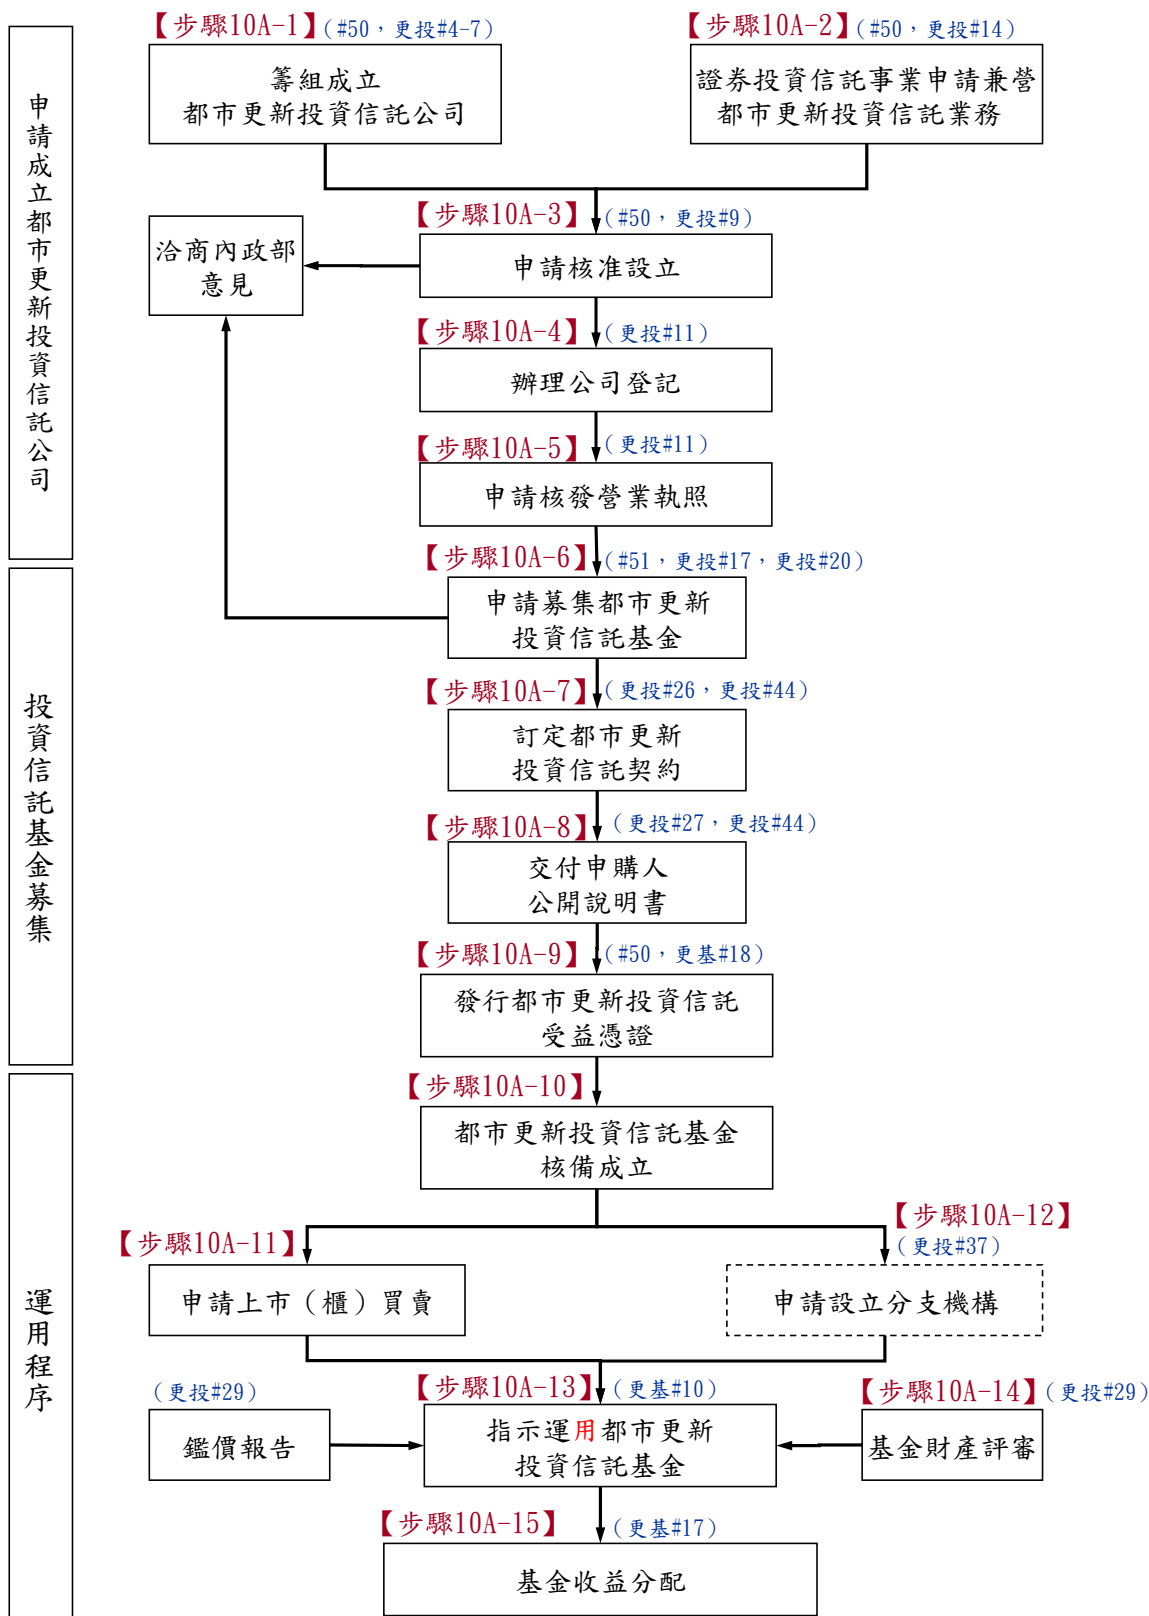 申請成立都市更新投資信託公司
【步驟10A-1】(#50，更投#4-7)
籌組成立
都市更新投資信託公司
【步驟10A-2】(#50，更投#14)
證券投資信託事業申請兼營
都市更新投資信託業務
【步驟10A-3】(#50，更投#9)
申請核准設立
洽商內政部
意見
【步驟10A-4】(更投#11)
辦理公司登記
【步驟10A-5】(更投#11)
申請核發營業執照
投資信託基金募集
【步驟10A-6】(#51，更投#17，更投#20)
申請募集都市更新
投資信託基金
【步驟10A-7】(更投#26，更投#44)
訂定都市更新
投資信託契約
【步驟10A-8】(更投#27，更投#44)
交付申購人
公開說明書
【步驟10A-9】(#50，更基#18)
發行都市更新投資信託
受益憑證
運用程序
【步驟10A-10】
都市更新投資信託基金
核備成立
【步驟10A-11】
申請上市（櫃）買賣
【步驟10A-12】
(更投#37)
申請設立分支機構
(更投#29)
鑑價報告
【步驟10A-13】(更基#10)
指示運用都市更新
投資信託基金
【步驟10A-14】(更投#29)
基金財產評審
【步驟10A-15】(更基#17)
基金收益分配